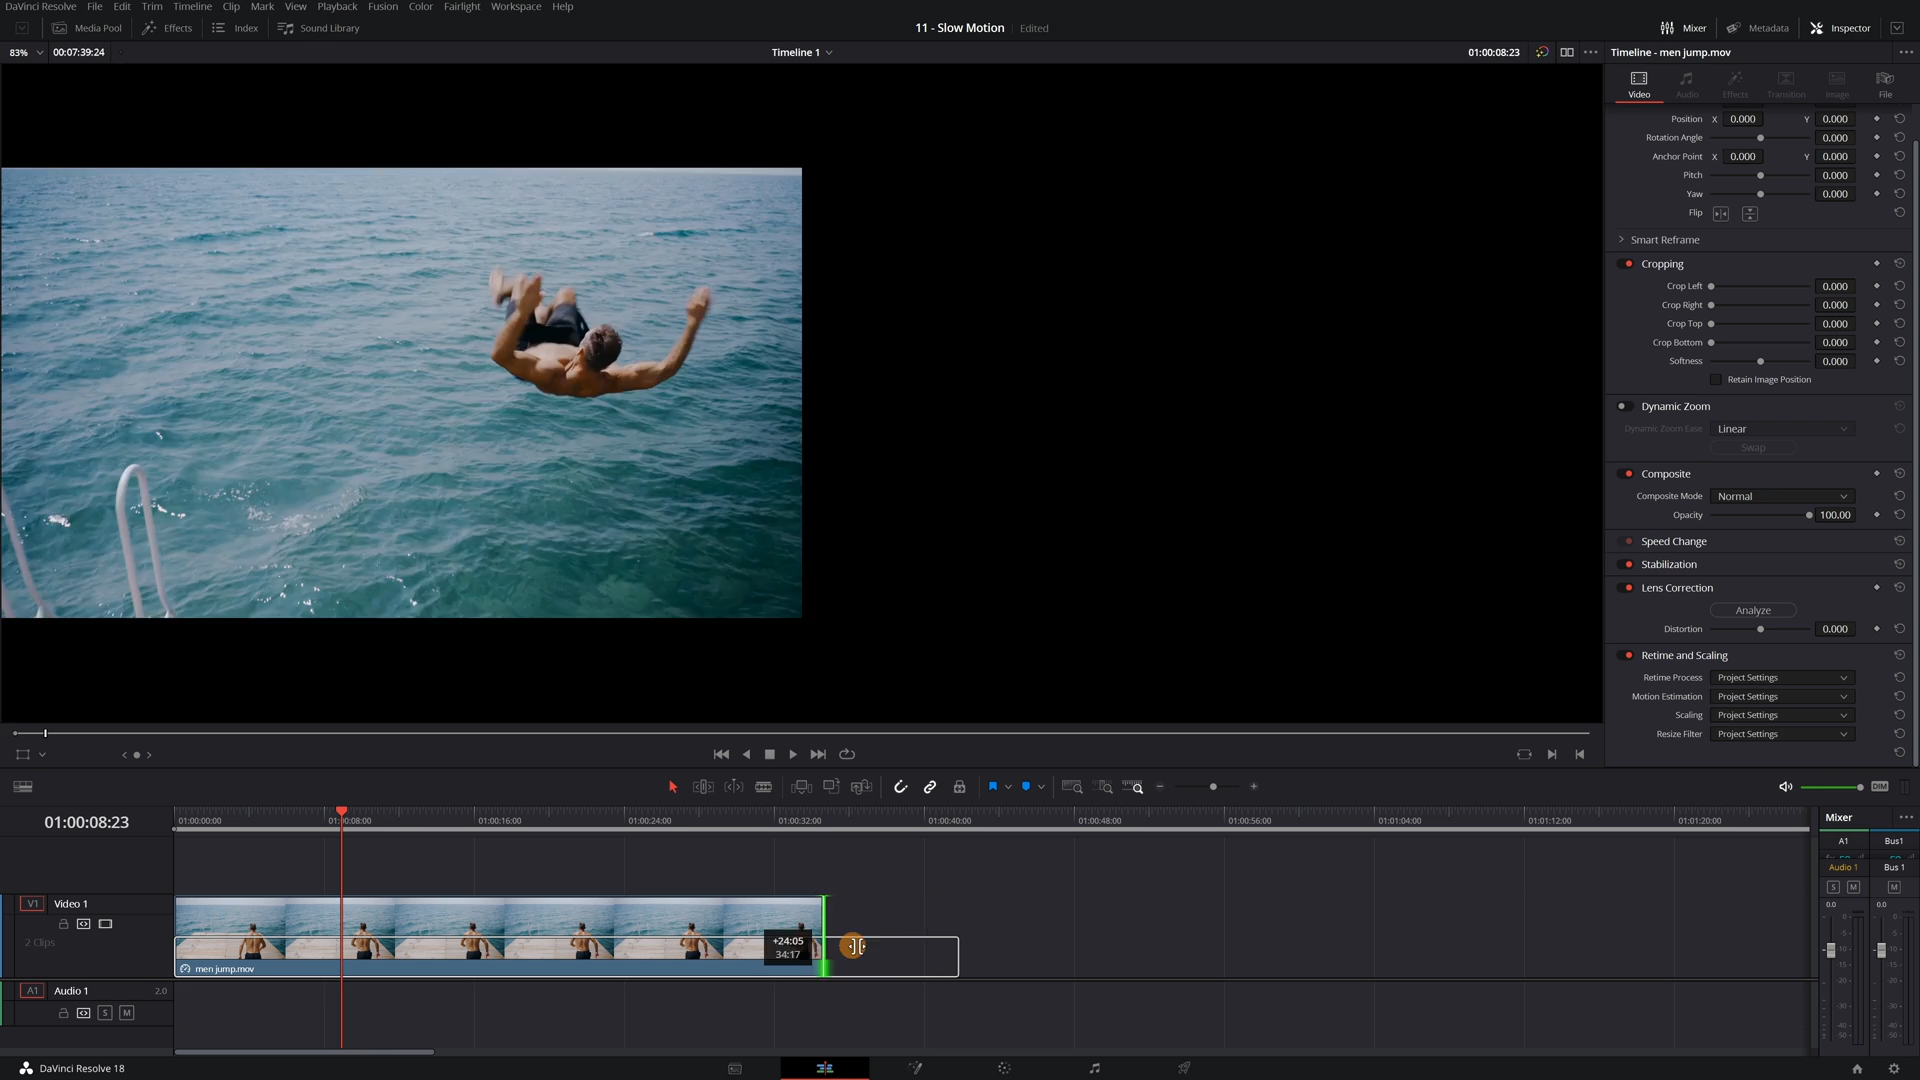 DaVinci Resolve File Edit Trim Timeline Clip Mark View Playback Fusion Color Fairlight Workspace Help
Media Pool Effects Index Sound Library 11 - Slow Motion Edited Mixer Metadata Inspector
83% 00:07:39:24 Timeline 1 01:00:08:23 Timeline - men jump.mov
Video Audio Effects Transition Image File
Position X 0.000 Y 0.000
Rotation Angle 0.000
Anchor Point X 0.000 Y 0.000
Pitch 0.000
Yaw 0.000
Flip
Smart Reframe
Cropping
Crop Left 0.000
Crop Right 0.000
Crop Top 0.000
Crop Bottom 0.000
Softness 0.000
Retain Image Position
Dynamic Zoom
Dynamic Zoom Ease Linear
Swap
Composite
Composite Mode Normal
Opacity 100.00
Speed Change
Stabilization
Lens Correction
Analyze
Distortion 0.000
Retime and Scaling
Retime Process Project Settings
Motion Estimation Project Settings
Scaling Project Settings
Resize Filter Project Settings
DIM
01:00:08:23 01:00:00:00 01:00:08:00 01:00:16:00 01:00:24:00 01:00:32:00 01:00:40:00 01:00:48:00 01:00:56:00 01:01:04:00 01:01:12:00 01:01:20:00
Mixer
A1 Bus1
Audio 1 Bus 1
S M M
0.0 0.0
V1 Video 1
2 Clips
+24:05
34:17
men jump.mov
A1 Audio 1 2.0
S M
DaVinci Resolve 18